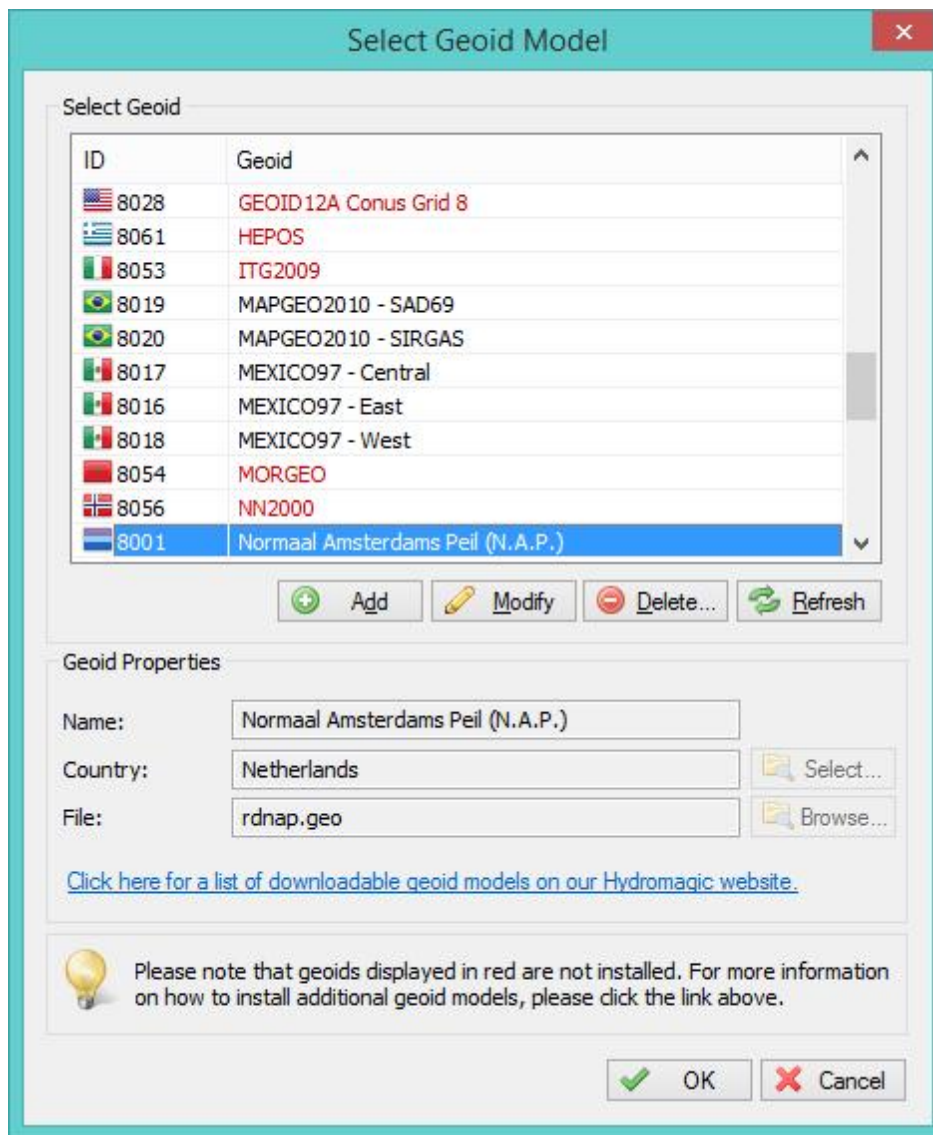 Select Geoid Model
Select Geoid
ID Geoid
8028 GEOID12A Conus Grid 8
8061 HEPOS
8053 ITG2009
8019 MAPGEO2010 - SAD69
8020 MAPGEO2010 - SIRGAS
8017 MEXICO97 - Central
8016 MEXICO97 - East
8018 MEXICO97 - West
8054 MORGEO
8056 NN2000
8001 Normaal Amsterdams Peil (N.A.P.)
Add Modify Delete... Refresh
Geoid Properties
Name: Normaal Amsterdams Peil (N.A.P.)
Country: Netherlands Select...
File: rdnap.geo Browse...
Click here for a list of downloadable geoid models on our Hydromagic website.
Please note that geoids displayed in red are not installed. For more information
on how to install additional geoid models, please click the link above.
OK Cancel